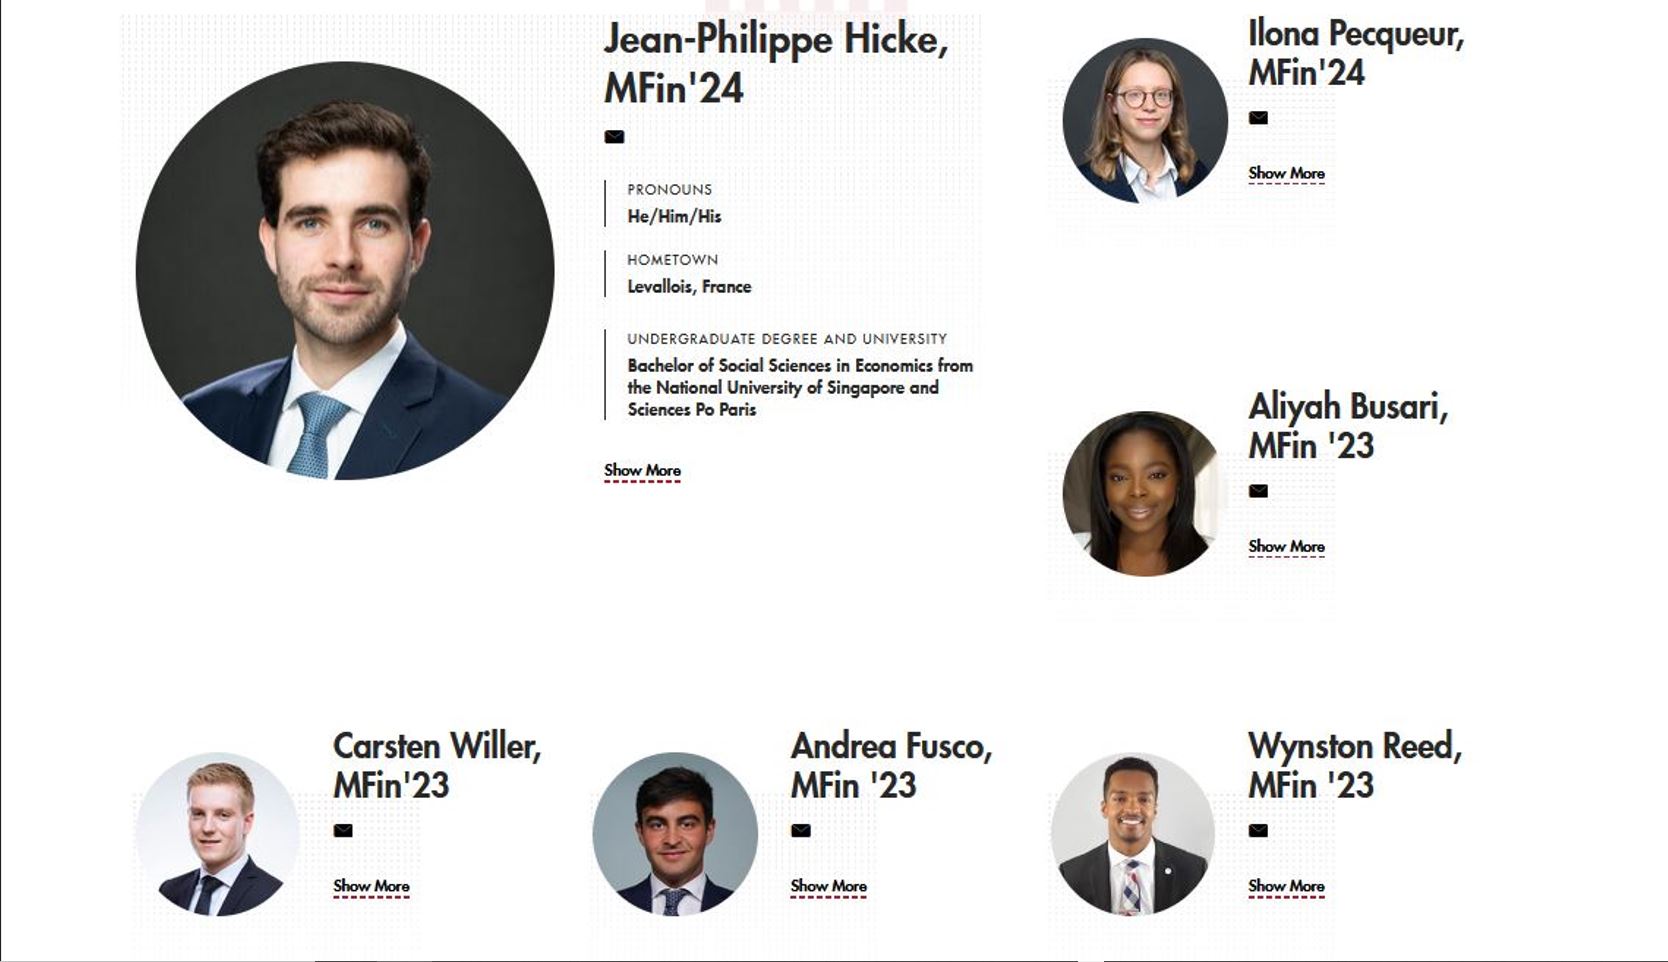 Jean-Philippe Hicke,
MFin'24
PRONOUNS
He/Him/His
HOMETOWN
Levallois, France
UNDERGRADUATE DEGREE AND UNIVERSITY
Bachelor of Social Sciences in Economics from
the National University of Singapore and
Sciences Po Paris
Show More
Ilona Pecqueur,
MFin'24
Show More
Aliyah Busari,
MFin '23
Show More
Carsten Willer,
MFin'23
Show More
Andrea Fusco,
MFin '23
Show More
Wynston Reed,
MFin '23
Show More